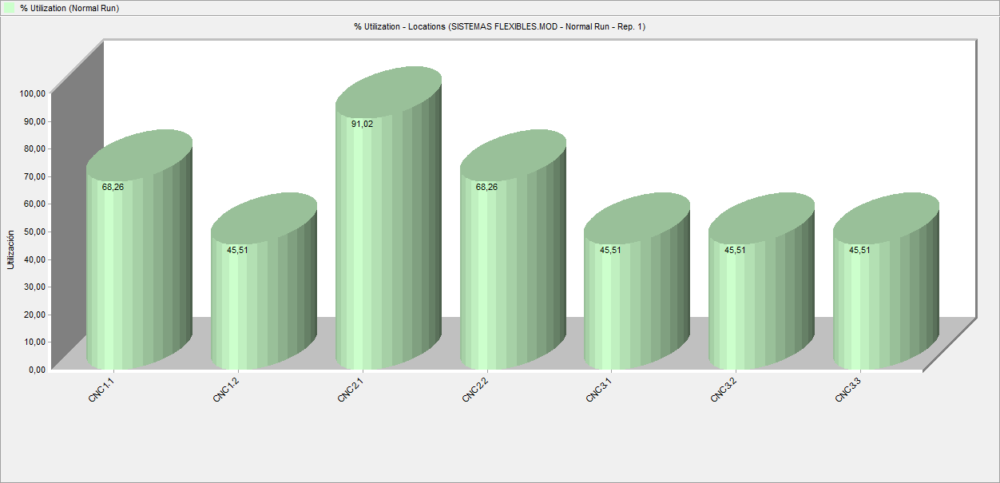 % Utilization (Normal Run)
% Utilization - Locations (SISTEMAS FLEXIBLES.MOD - Normal Run - Rep. 1)
Utilización
100,00
90,00
80,00
70,00
60,00
50,00
40,00
30,00
20,00
10,00
0,00
68,26
45,51
91,02
68,26
45,51
45,51
45,51
CNC1.1
CNC1.2
CNC2.1
CNC2.2
CNC3.1
CNC3.2
CNC3.3